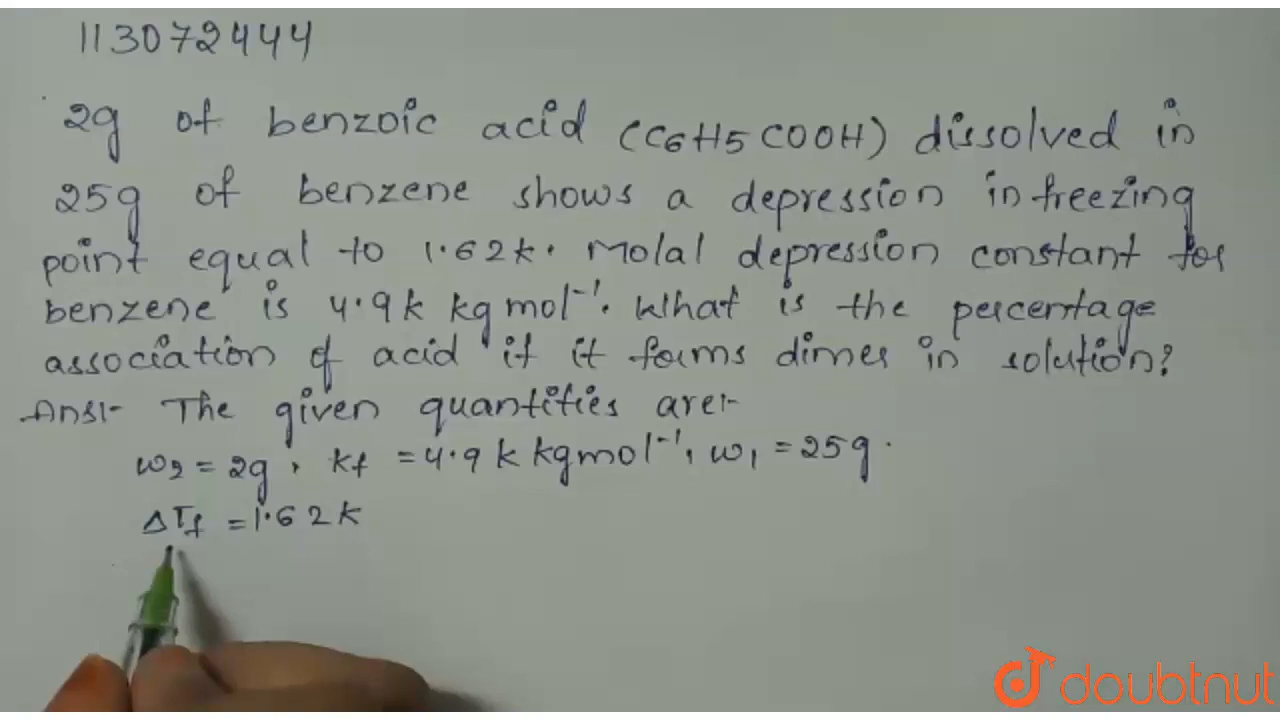 113072444
2g of benzoic acid (C6H5COOH) dissolved in
25g of benzene shows a depression in freezing
point equal to 1.62k. Molal depression constant for
benzene is 4.9k kg mol⁻¹. What is the percentage
association of acid if it forms dimer in solution?
Ans:- The given quantities are:-
w₂ = 2g, kf = 4.9 k kg mol⁻¹, w₁ = 25g.
ΔTf = 1.62k
doubtnut